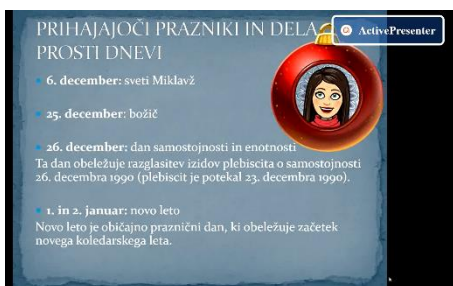 PRIHAJAJOČI PRAZNIKI IN DELA
PROSTI DNEVI
ActivePresenter
6. december: sveti Miklavž
25. december: božič
26. december: dan samostojnosti in enotnosti
Ta dan obeležuje razglasitev izidov plebiscita o samostojnosti
26. decembra 1990 (plebiscit je potekal 23. decembra 1990).
1. in 2. januar: novo leto
Novo leto je običajno praznični dan, ki obeležuje začetek
novega koledarskega leta.